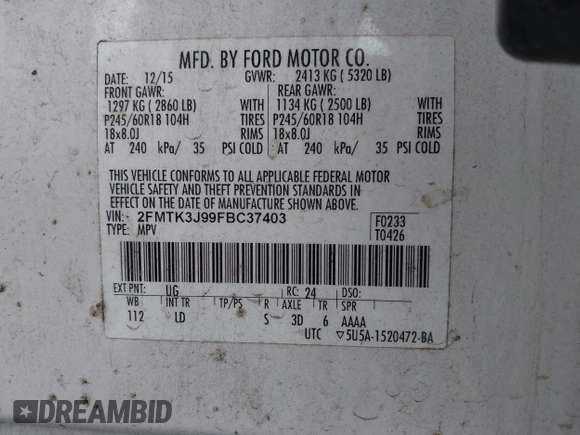 MFD. BY FORD MOTOR CO.
DATE: 12/15 GVWR: 2413 KG ( 5320 LB)
FRONT GAWR: REAR GAWR:
1297 KG ( 2860 LB) WITH 1134 KG ( 2500 LB) WITH
P245/60R18 104H TIRES P245/60R18 104H TIRES
18x8.0J RIMS 18x8.0J RIMS
AT 240 kPa/ 35 PSI COLD AT 240 kPa/ 35 PSI COLD
THIS VEHICLE CONFORMS TO ALL APPLICABLE FEDERAL MOTOR
VEHICLE SAFETY AND THEFT PREVENTION STANDARDS IN
EFFECT ON THE DATE OF MANUFACTURE SHOWN ABOVE.
VIN: 2FMTK3J99FBC37403 F0233
TYPE: MPV T0426
EXT PNT: UG RC: 24 DSO:
WB INT TR TP/PS R AXLE TR SPR
112 LD S 3D 6 AAAA
UTC ▽5U5A-1520472-BA
DREAMBID